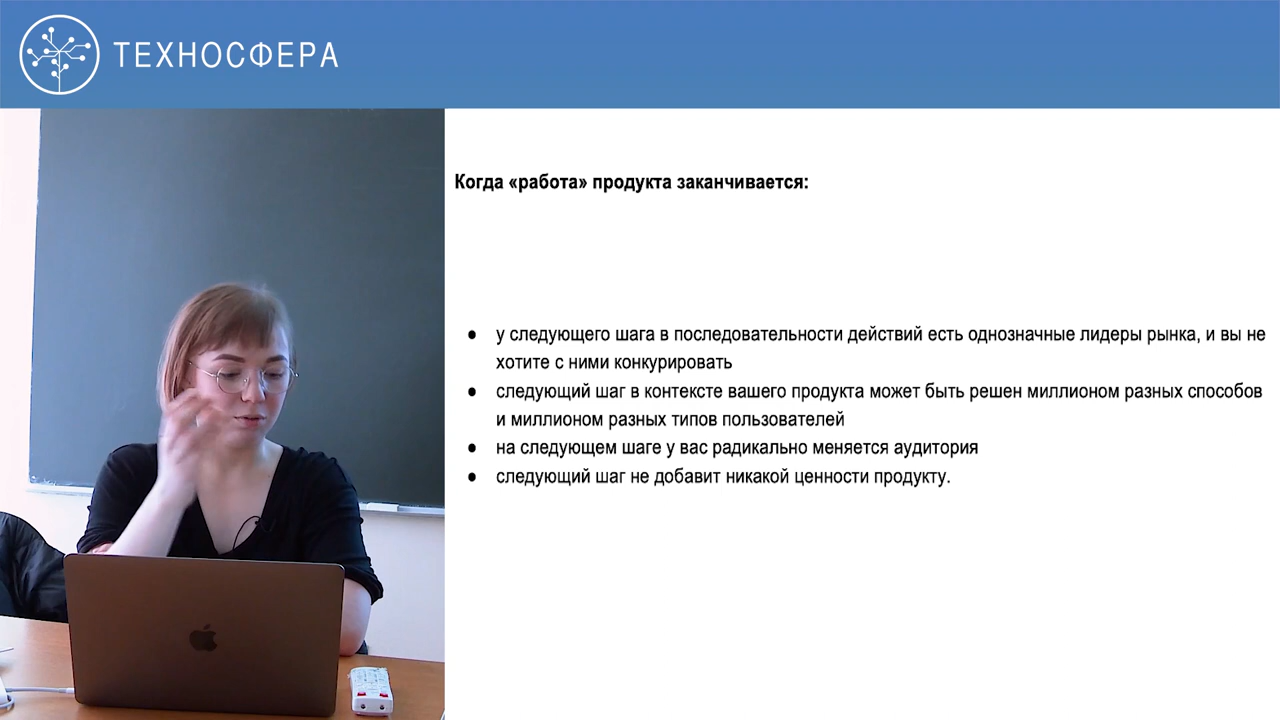 ТЕХНОСФЕРА
Когда «работа» продукта заканчивается:
● у следующего шага в последовательности действий есть однозначные лидеры рынка, и вы не
хотите с ними конкурировать
● следующий шаг в контексте вашего продукта может быть решен миллионом разных способов
и миллионом разных типов пользователей
● на следующем шаге у вас радикально меняется аудитория
● следующий шаг не добавит никакой ценности продукту.